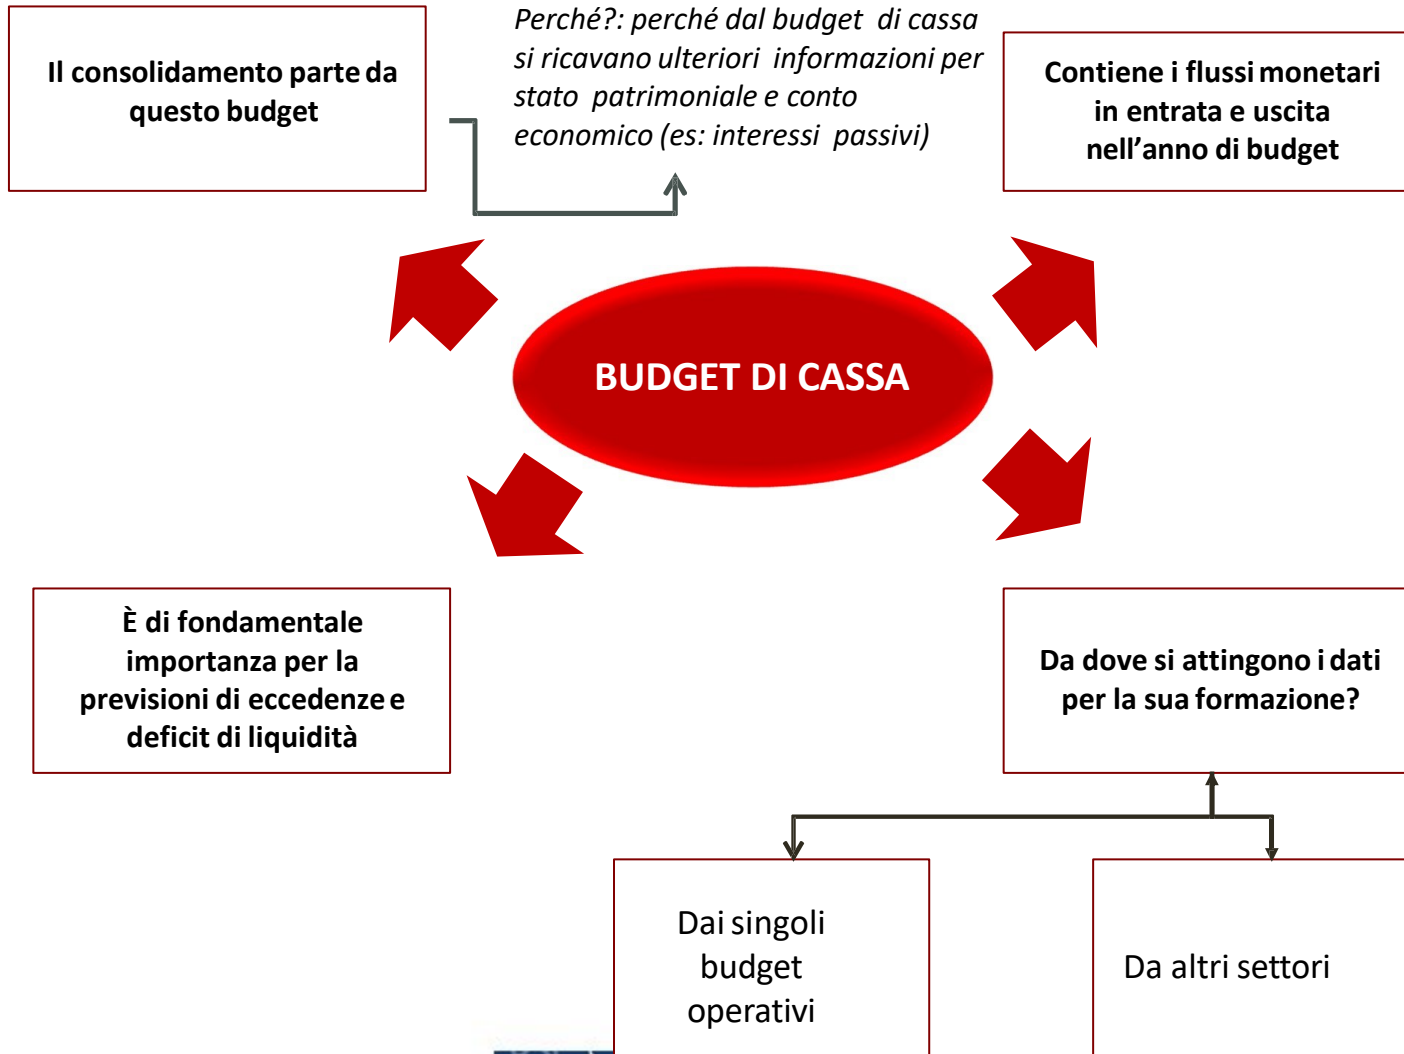 Perché?: perché dal budget di cassa
si ricavano ulteriori informazioni per
stato patrimoniale e conto
economico (es: interessi passivi)
Il consolidamento parte da
questo budget
Contiene i flussi monetari
in entrata e uscita
nell'anno di budget
BUDGET DI CASSA
È di fondamentale
importanza per la
previsioni di eccedenze e
deficit di liquidità
Da dove si attingono i dati
per la sua formazione?
Dai singoli
budget
operativi
Da altri settori